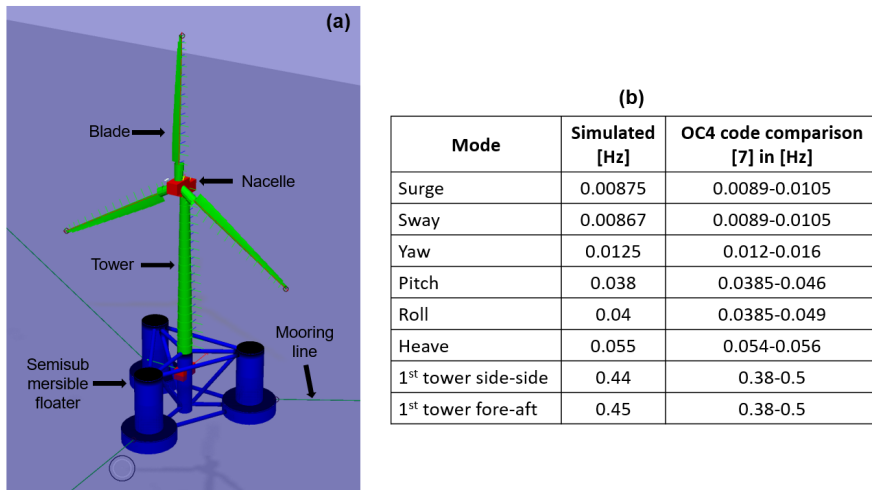 (a)
Blade
Nacelle
Tower
Mooring
line
Semisub
mersible
floater
(b)
Mode Simulated [Hz] OC4 code comparison [7] in [Hz]
Surge 0.00875 0.0089-0.0105
Sway 0.00867 0.0089-0.0105
Yaw 0.0125 0.012-0.016
Pitch 0.038 0.0385-0.046
Roll 0.04 0.0385-0.049
Heave 0.055 0.054-0.056
1st tower side-side 0.44 0.38-0.5
1st tower fore-aft 0.45 0.38-0.5